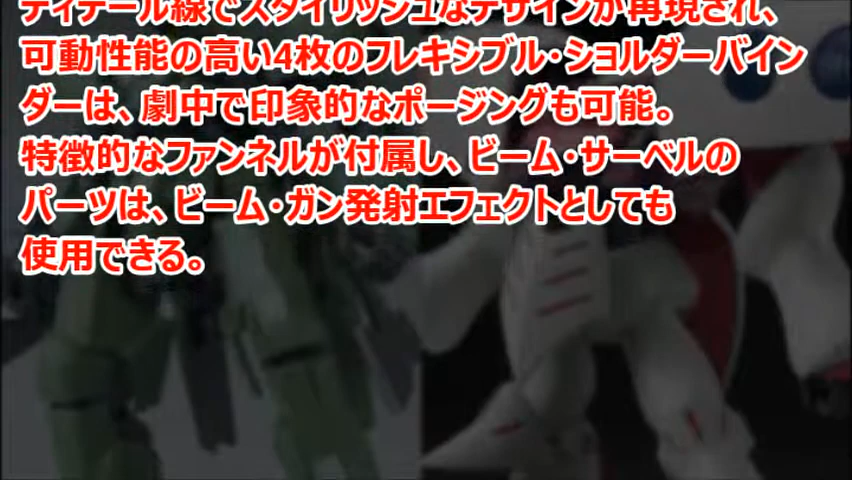 ディテール線でスタイリッシュなデザインが再現され、
可動性能の高い4枚のフレキシブル・ショルダーバイン
ダーは、劇中で印象的なポージングも可能。
特徴的なファンネルが付属し、ビーム・サーベルの
パーツは、ビーム・ガン発射エフェクトとしても
使用できる。